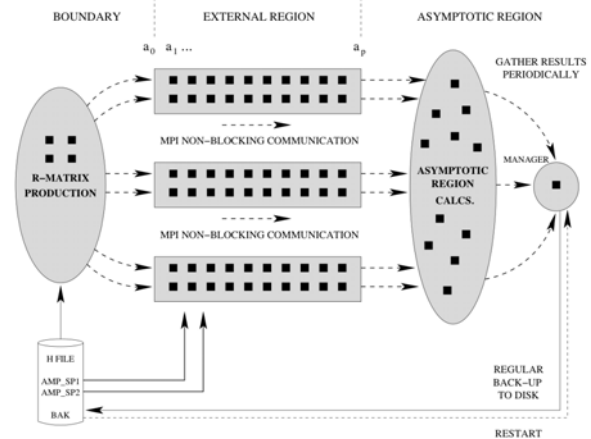 BOUNDARY
EXTERNAL REGION
ASYMPTOTIC REGION
a0
a1 ...
ap
GATHER RESULTS
PERIODICALLY
MPI NON-BLOCKING COMMUNICATION
R-MATRIX
PRODUCTION
MANAGER
ASYMPTOTIC
REGION
CALCS.
MPI NON-BLOCKING COMMUNICATION
H FILE
AMP_SP1
AMP_SP2
BAK
REGULAR
BACK-UP
TO DISK
RESTART